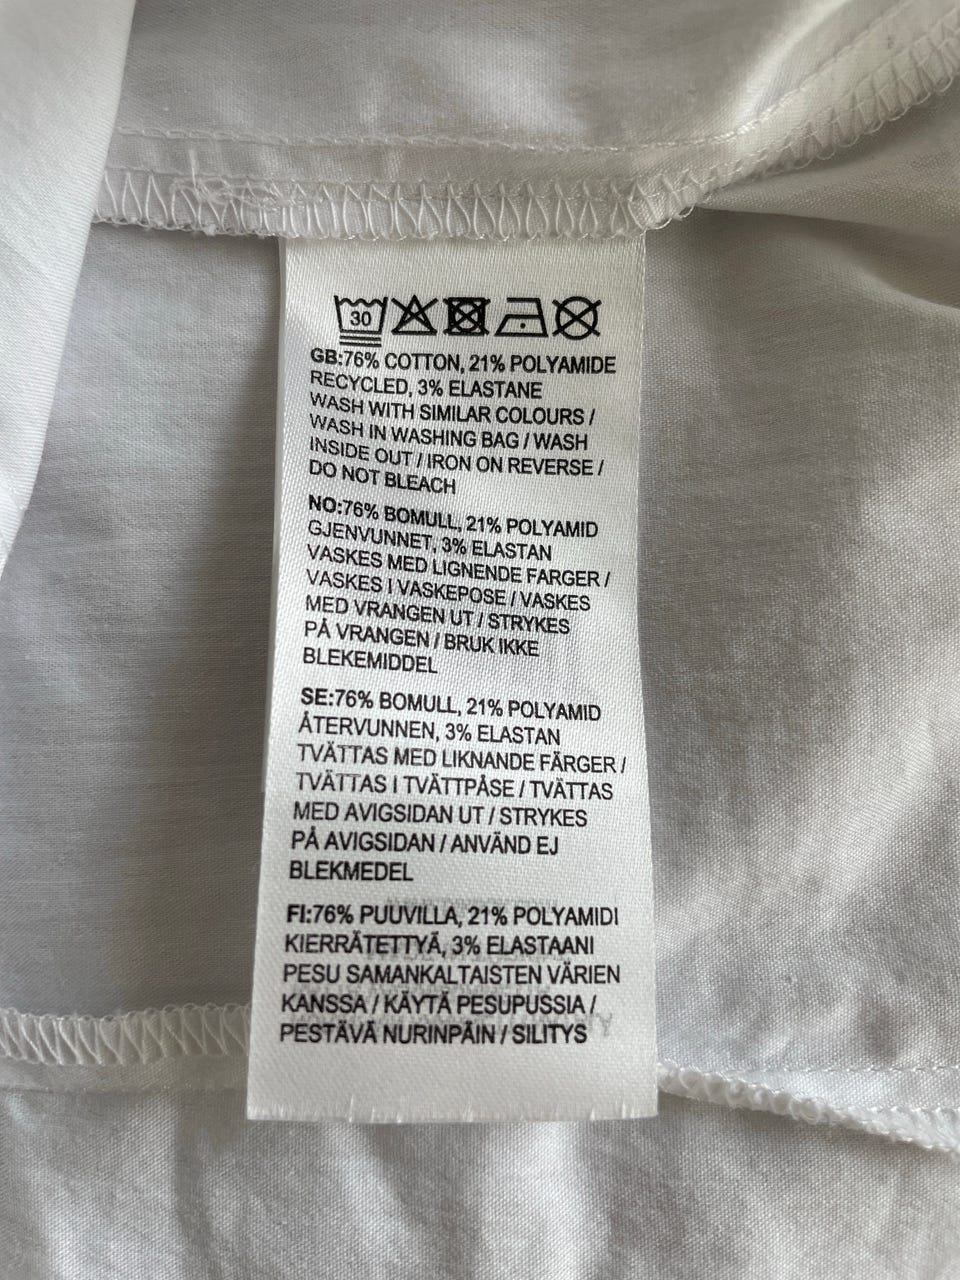 30
GB:76% COTTON, 21% POLYAMIDE
RECYCLED, 3% ELASTANE
WASH WITH SIMILAR COLOURS /
WASH IN WASHING BAG / WASH
INSIDE OUT / IRON ON REVERSE /
DO NOT BLEACH
NO:76% BOMULL, 21% POLYAMID
GJENVUNNET, 3% ELASTAN
VASKES MED LIGNENDE FARGER /
VASKES I VASKEPOSE / VASKES
MED VRANGEN UT / STRYKES
PÅ VRANGEN / BRUK IKKE
BLEKEMIDDEL
SE:76% BOMULL, 21% POLYAMID
ÅTERVUNNEN, 3% ELASTAN
TVÄTTAS MED LIKNANDE FÄRGER /
TVÄTTAS I TVÄTTPÅSE / TVÄTTAS
MED AVIGSIDAN UT / STRYKES
PÅ AVIGSIDAN / ANVÄND EJ
BLEKMEDEL
FI:76% PUUVILLA, 21% POLYAMIDI
KIERRÄTETTYÄ, 3% ELASTAANI
PESU SAMANKALTAISTEN VÄRIEN
KANSSA / KÄYTÄ PESUPUSSIA /
PESTÄVÄ NURINPÄIN / SILITYS